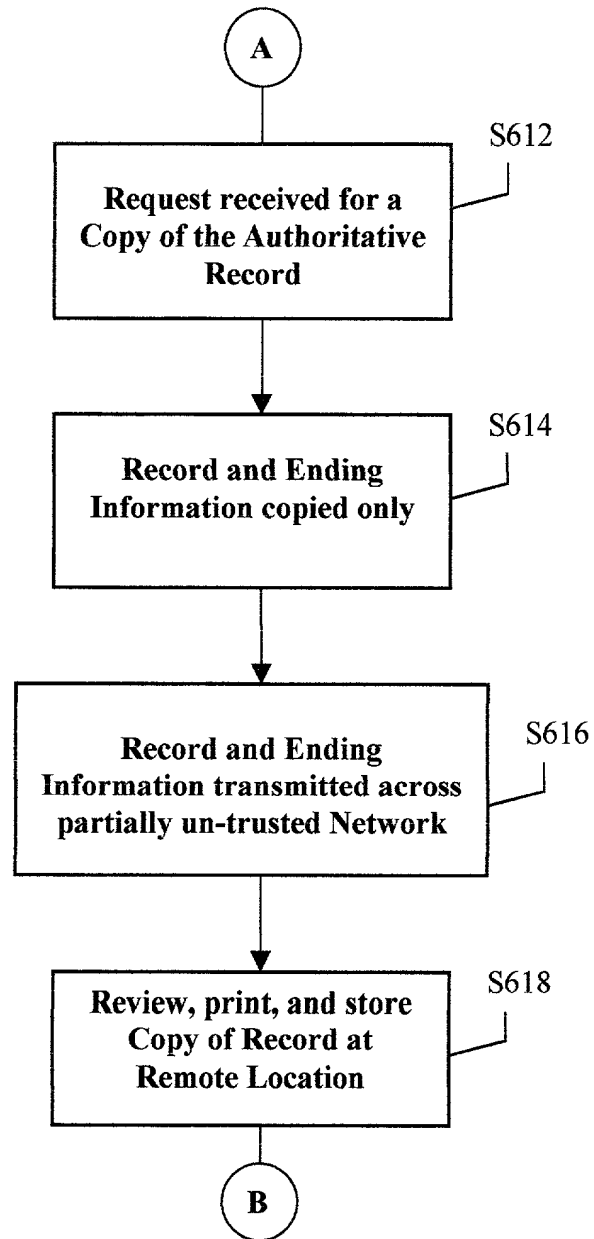 A
S612
Request received for a
Copy of the Authoritative
Record
S614
Record and Ending
Information copied only
S616
Record and Ending
Information transmitted across
partially un-trusted Network
S618
Review, print, and store
Copy of Record at
Remote Location
B